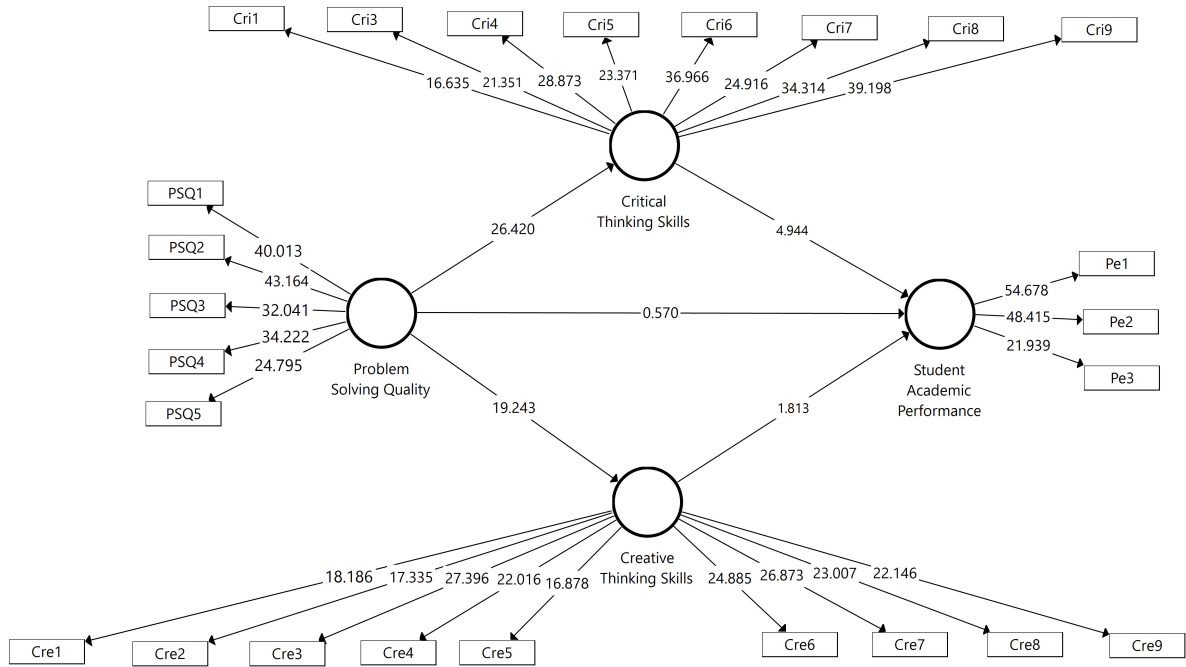 Cri1
Cri3
Cri4
Cri5
Cri6
Cri7
Cri8
Cri9
16.635
21.351
28.873
23.371
36.966
24.916
34.314
39.198
Critical
Thinking Skills
PSQ1
PSQ2
PSQ3
PSQ4
PSQ5
40.013
43.164
32.041
34.222
24.795
Problem
Solving Quality
26.420
4.944
0.570
19.243
1.813
Student
Academic
Performance
54.678
48.415
21.939
Pe1
Pe2
Pe3
Creative
Thinking Skills
18.186
17.335
27.396
22.016
16.878
24.885
26.873
23.007
22.146
Cre1
Cre2
Cre3
Cre4
Cre5
Cre6
Cre7
Cre8
Cre9